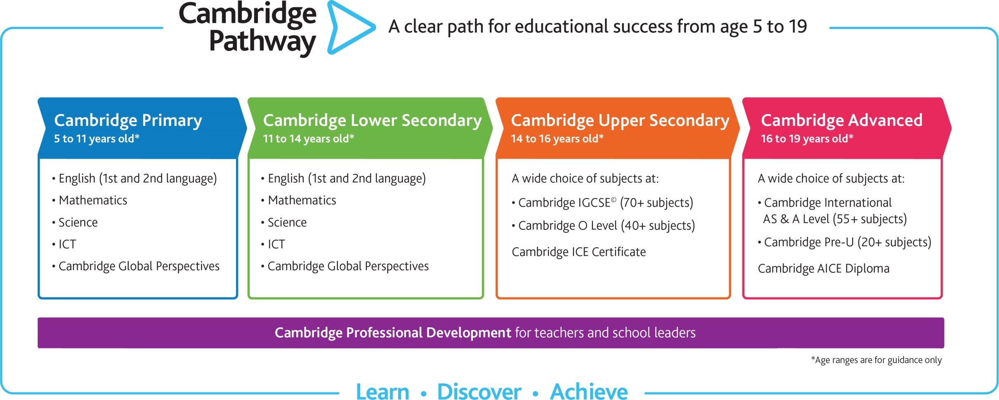 Cambridge
Pathway
A clear path for educational success from age 5 to 19
Cambridge Primary
5 to 11 years old*
• English (1st and 2nd language)
• Mathematics
• Science
• ICT
• Cambridge Global Perspectives
Cambridge Lower Secondary
11 to 14 years old*
• English (1st and 2nd language)
• Mathematics
• Science
• ICT
• Cambridge Global Perspectives
Cambridge Upper Secondary
14 to 16 years old*
A wide choice of subjects at:
• Cambridge IGCSE© (70+ subjects)
• Cambridge O Level (40+ subjects)
Cambridge ICE Certificate
Cambridge Advanced
16 to 19 years old*
A wide choice of subjects at:
• Cambridge International
AS & A Level (55+ subjects)
• Cambridge Pre-U (20+ subjects)
Cambridge AICE Diploma
Cambridge Professional Development for teachers and school leaders
*Age ranges are for guidance only
Learn • Discover • Achieve